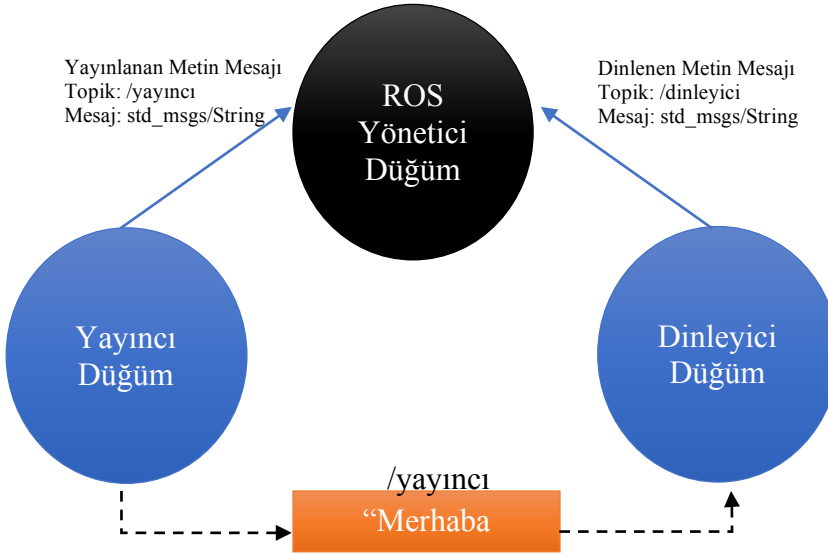 Yayınlanan Metin Mesajı
Topik: /yayıncı
Mesaj: std_msgs/String
ROS
Yönetici
Düğüm
Dinlenen Metin Mesajı
Topik: /dinleyici
Mesaj: std_msgs/String
Yayıncı
Düğüm
Dinleyici
Düğüm
/yayıncı
“Merhaba